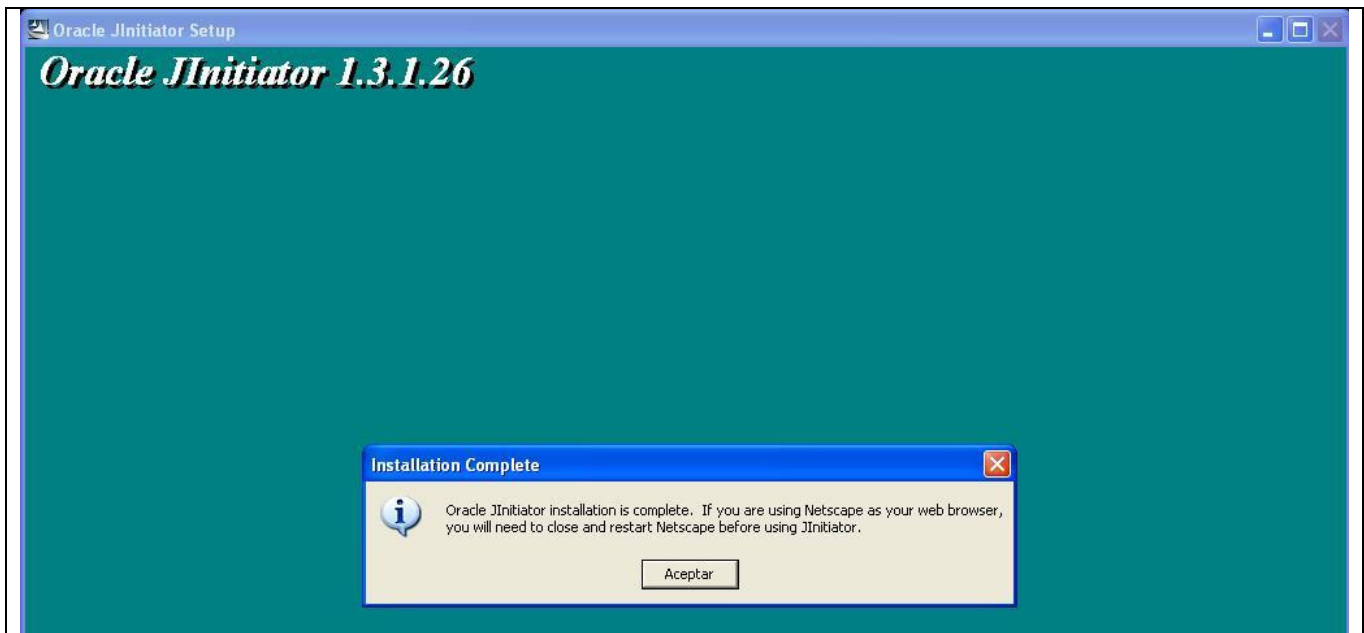 Oracle JInitiator Setup
Oracle JInitiator 1.3.1.26
Installation Complete
Oracle JInitiator installation is complete. If you are using Netscape as your web browser,
you will need to close and restart Netscape before using JInitiator.
Aceptar